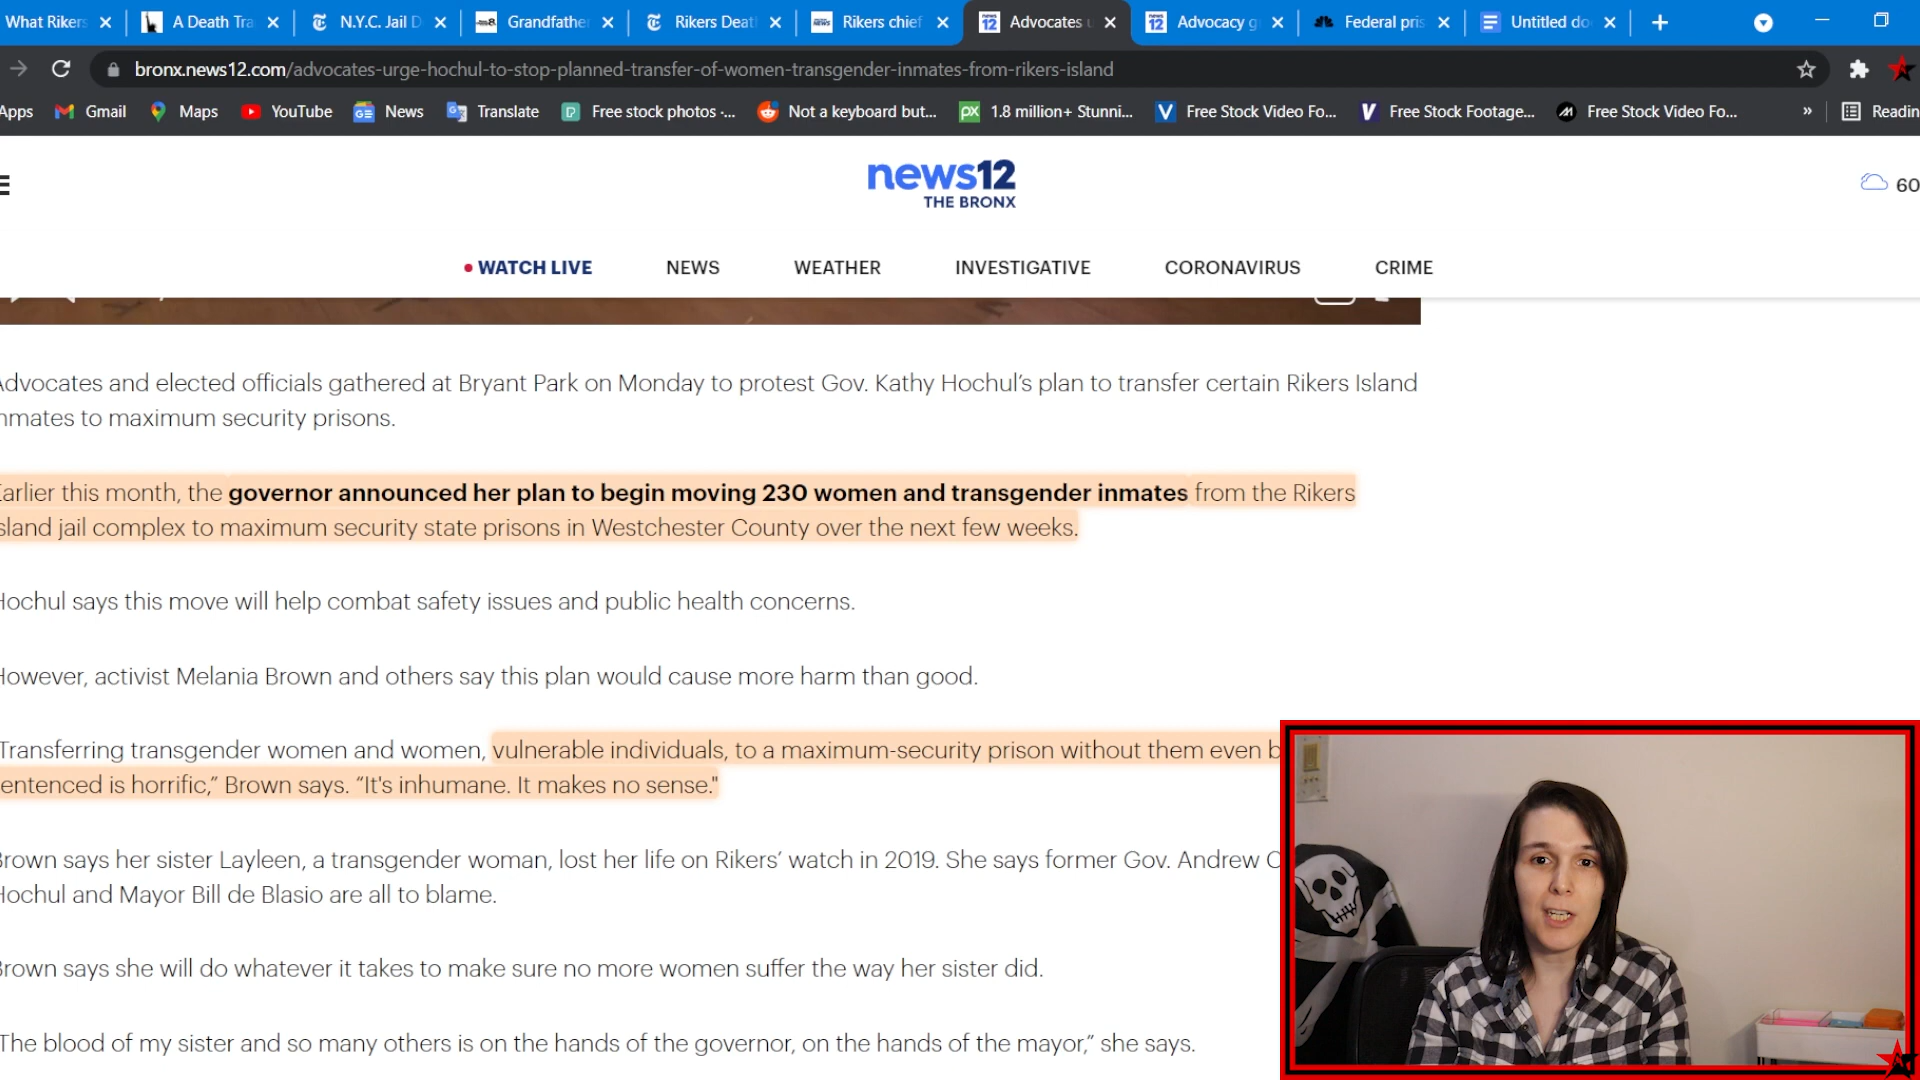 What Rikers
A Death Tra
N.Y.C. Jail D
Grandfathe
Rikers Deat
Rikers chief
Advocates u
Advocacy g
Federal pris
Untitled do
bronx.news12.com/advocates-urge-hochul-to-stop-planned-transfer-of-women-transgender-inmates-from-rikers-island
Apps
Gmail
Maps
YouTube
News
Translate
Free stock photos ·...
Not a keyboard but...
1.8 million+ Stunni...
Free Stock Video Fo...
Free Stock Footage...
Free Stock Video Fo...
»
Readin
news12
THE BRONX
60
WATCH LIVE
NEWS
WEATHER
INVESTIGATIVE
CORONAVIRUS
CRIME
Advocates and elected officials gathered at Bryant Park on Monday to protest Gov. Kathy Hochul's plan to transfer certain Rikers Island
nmates to maximum security prisons.
Earlier this month, the governor announced her plan to begin moving 230 women and transgender inmates from the Rikers
sland jail complex to maximum security state prisons in Westchester County over the next few weeks.
Hochul says this move will help combat safety issues and public health concerns.
However, activist Melania Brown and others say this plan would cause more harm than good.
"Transferring transgender women and women, vulnerable individuals, to a maximum-security prison without them even b
entenced is horrific," Brown says. "It's inhumane. It makes no sense."
Brown says her sister Layleen, a transgender woman, lost her life on Rikers' watch in 2019. She says former Gov. Andrew C
Hochul and Mayor Bill de Blasio are all to blame.
Brown says she will do whatever it takes to make sure no more women suffer the way her sister did.
"The blood of my sister and so many others is on the hands of the governor, on the hands of the mayor," she says.